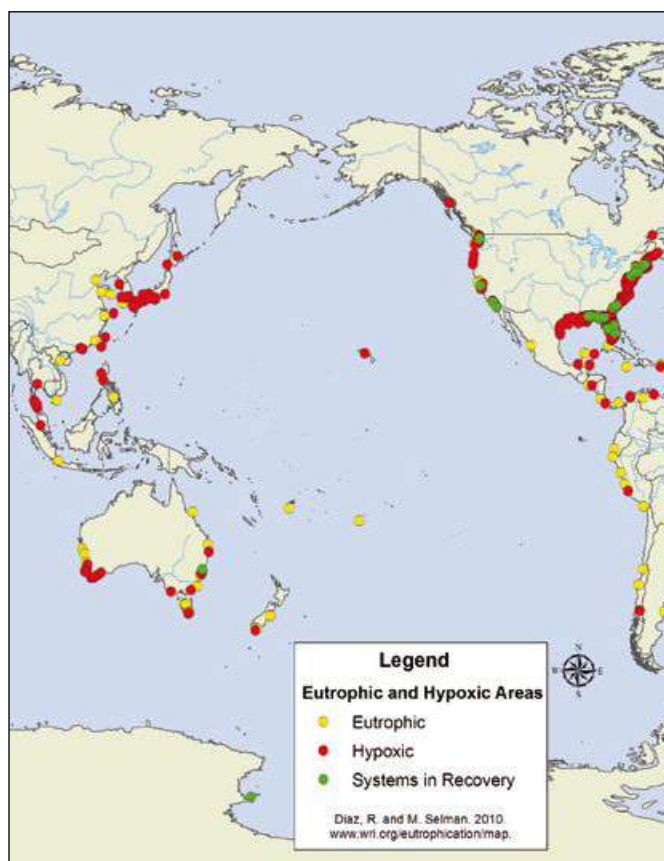 N
W E
S
Legend
Eutrophic and Hypoxic Areas
Eutrophic
Hypoxic
Systems in Recovery
Diaz, R. and M. Selman. 2010.
www.wri.org/eutrophication/map.